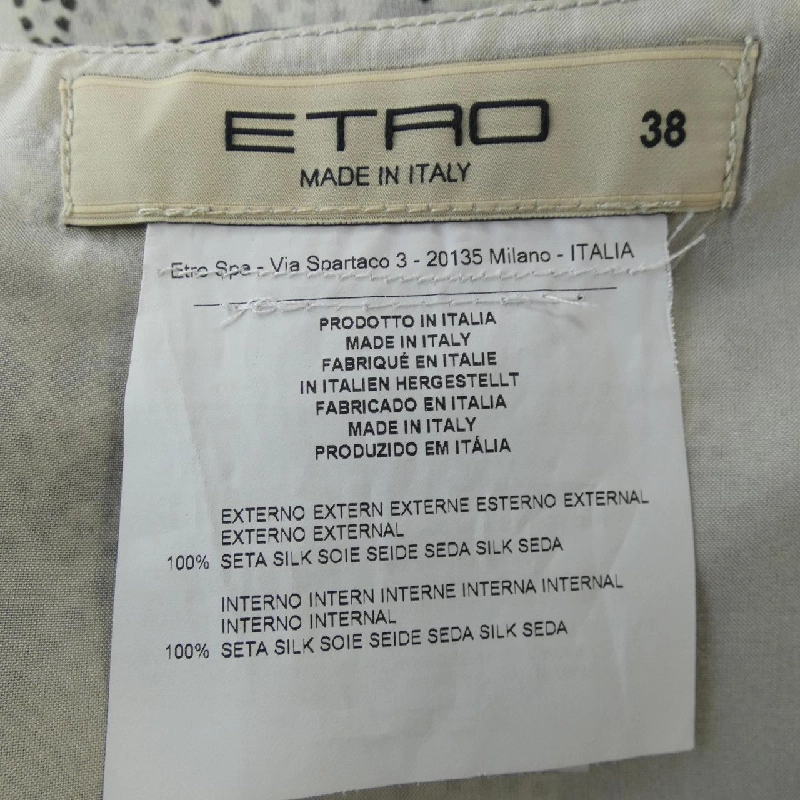 ETRO 38
MADE IN ITALY
Etro Spa - Via Spartaco 3 - 20135 Milano - ITALIA
PRODOTTO IN ITALIA
MADE IN ITALY
FABRIQUÉ EN ITALIE
IN ITALIEN HERGESTELLT
FABRICADO EN ITALIA
MADE IN ITALY
PRODUZIDO EM ITÁLIA
EXTERNO EXTERN EXTERNE ESTERNO EXTERNAL
EXTERNO EXTERNAL
100% SETA SILK SOIE SEIDE SEDA SILK SEDA
INTERNO INTERN INTERNE INTERNA INTERNAL
INTERNO INTERNAL
100% SETA SILK SOIE SEIDE SEDA SILK SEDA